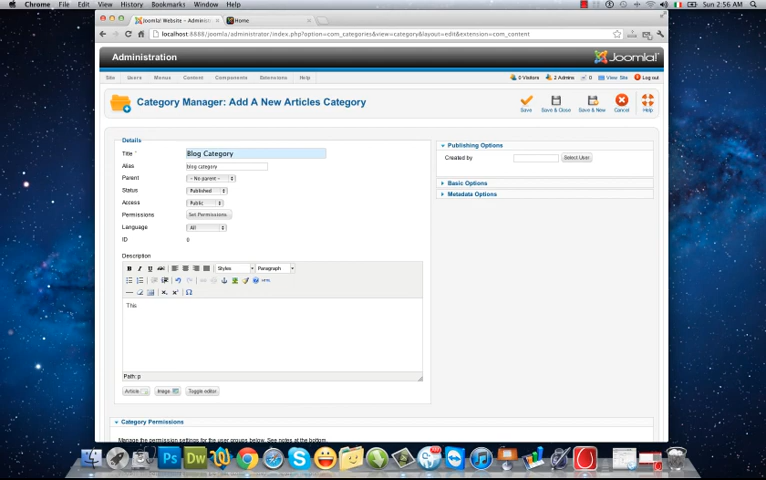 Chrome File Edit View History Bookmarks Window Help
Sun 2:56 AM
Joomla! Website – Administr...
Home
localhost:8888/joomla/administrator/index.php?option=com_categories&view=category&layout=edit&extension=com_content
Administration
Joomla!
Site Users Menus Content Components Extensions Help
0 Visitors 2 Admins 0 View Site Log out
Category Manager: Add A New Articles Category
Save Save & Close Save & New Cancel Help
Details
Title * Blog Category
Alias blog category
Parent - No parent -
Status Published
Access Public
Permissions Set Permissions
Language All
ID 0
Description
B I U ABC Styles Paragraph
HTML
This
Path: p
Article Image Toggle editor
Publishing Options
Created by Select User
Basic Options
Metadata Options
Category Permissions
Manage the permission settings for the user groups below. See notes at the bottom.
Ps Dw